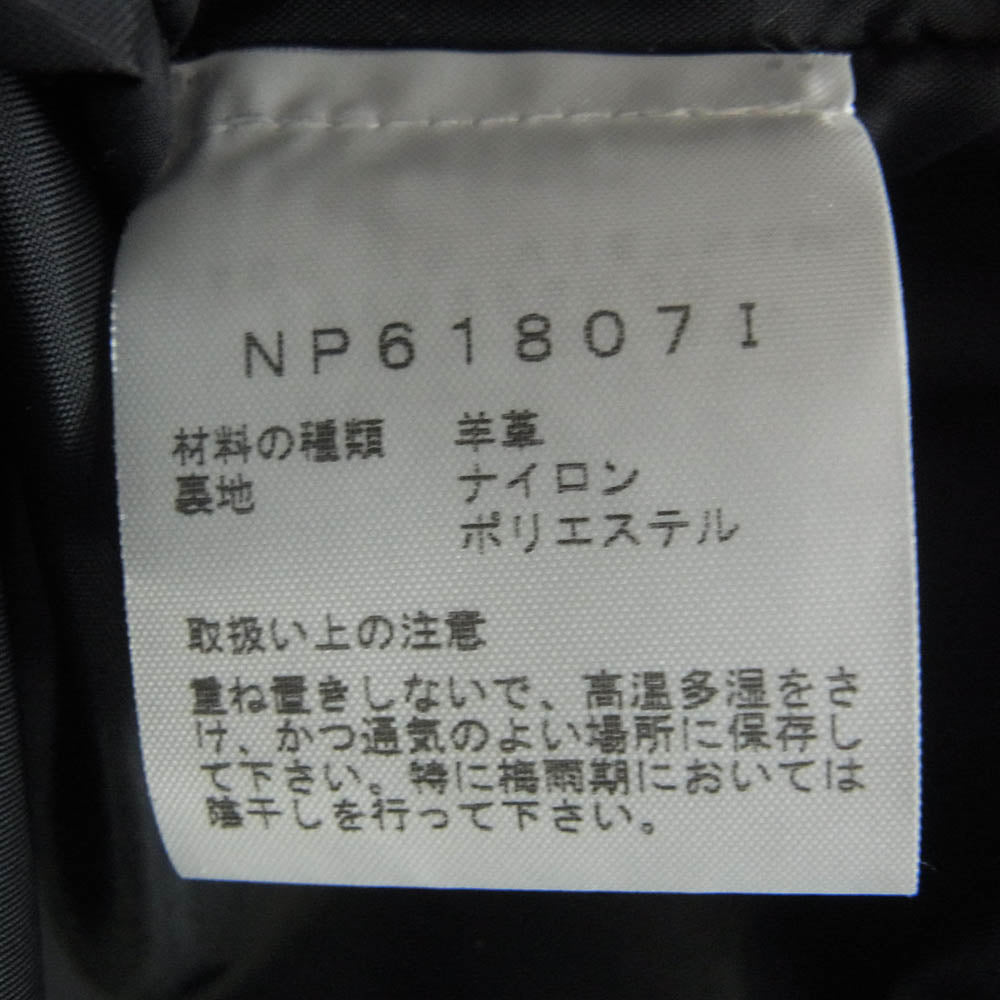 NP61807I
材料の種類 羊革
裏地 ナイロン
ポリエステル
取扱い上の注意
重ね置きしないで、高温多湿をさ
け、かつ通気のよい場所に保存し
て下さい。特に梅雨期においては
陰干しを行って下さい。